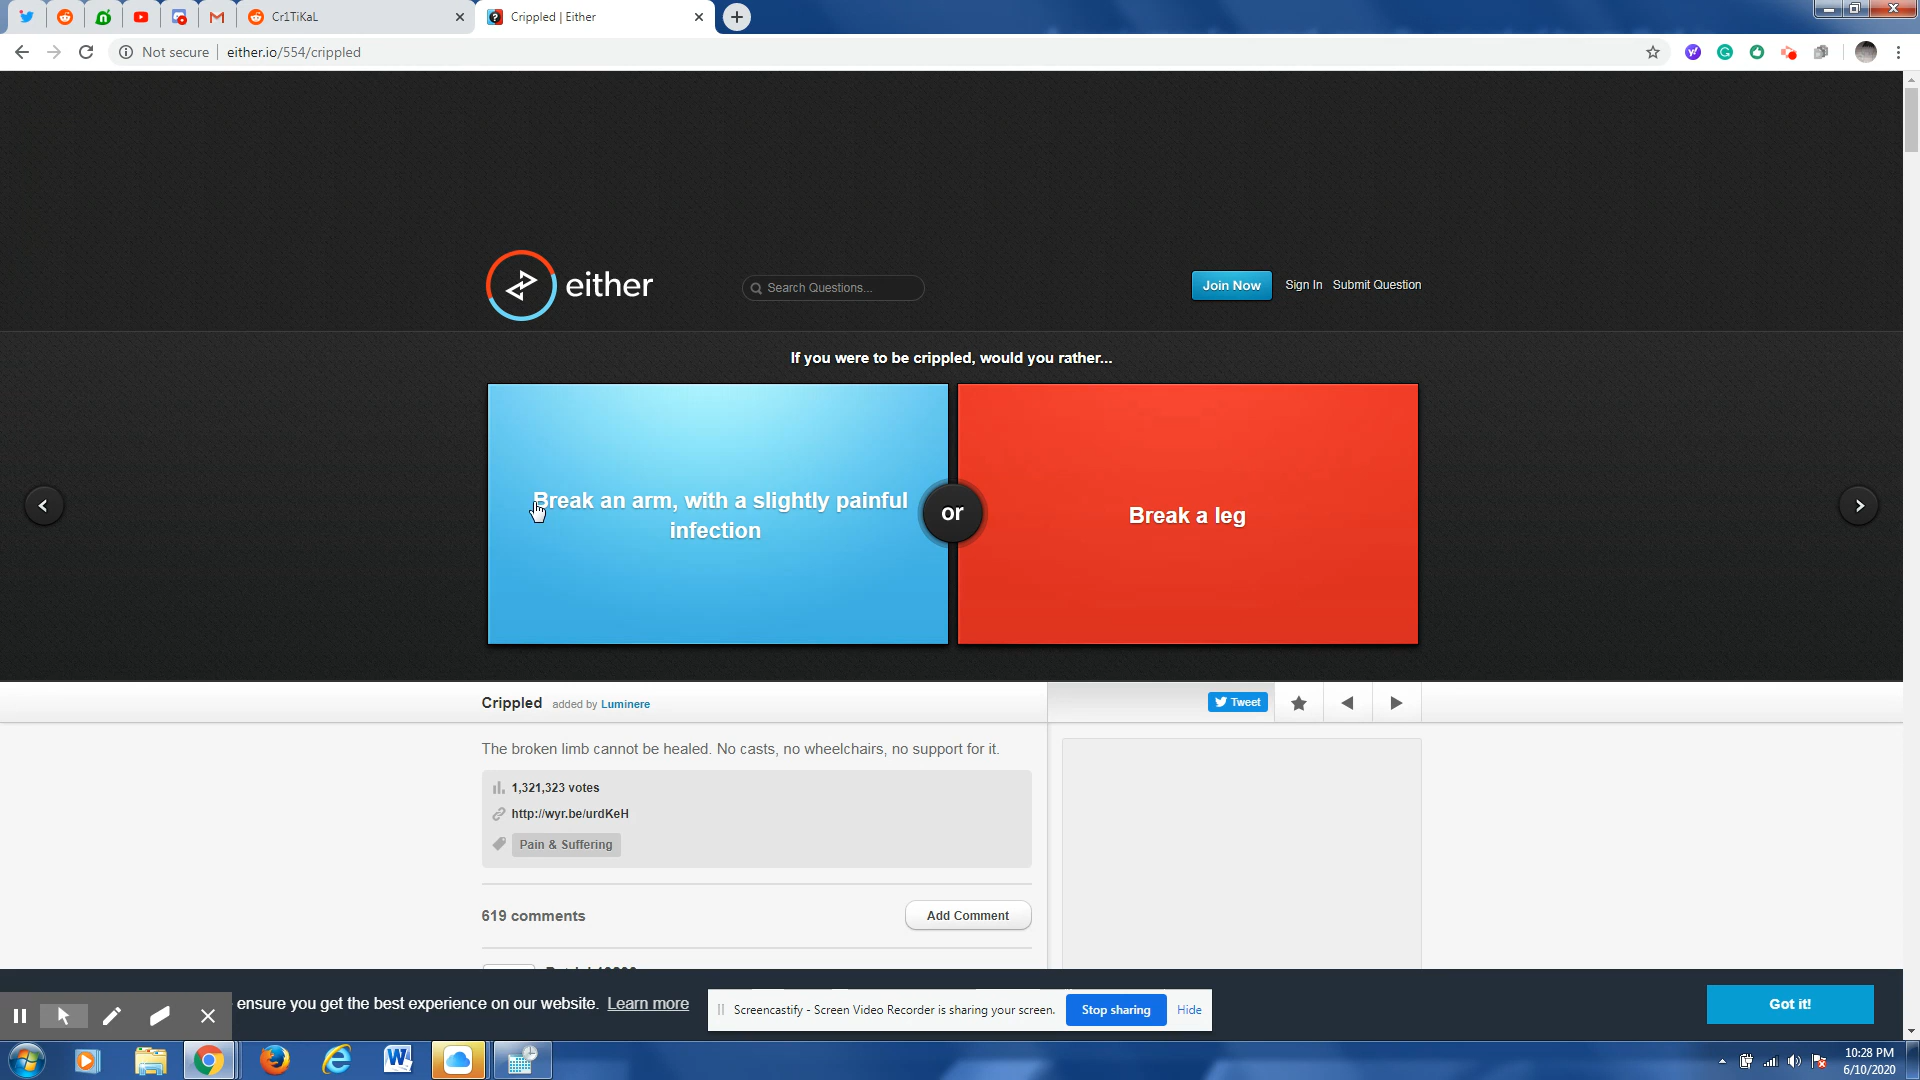 Cr1TiKaL
Crippled | Either
Not secure
either.io/554/crippled
either
Search Questions...
Join Now
Sign In
Submit Question
If you were to be crippled, would you rather...
Break an arm, with a slightly painful
infection
or
Break a leg
Crippled added by Luminere
Tweet
The broken limb cannot be healed. No casts, no wheelchairs, no support for it.
1,321,323 votes
http://wyr.be/urdKeH
Pain & Suffering
619 comments
Add Comment
ensure you get the best experience on our website. Learn more
Screencastify - Screen Video Recorder is sharing your screen.
Stop sharing
Hide
Got it!
10:28 PM
6/10/2020